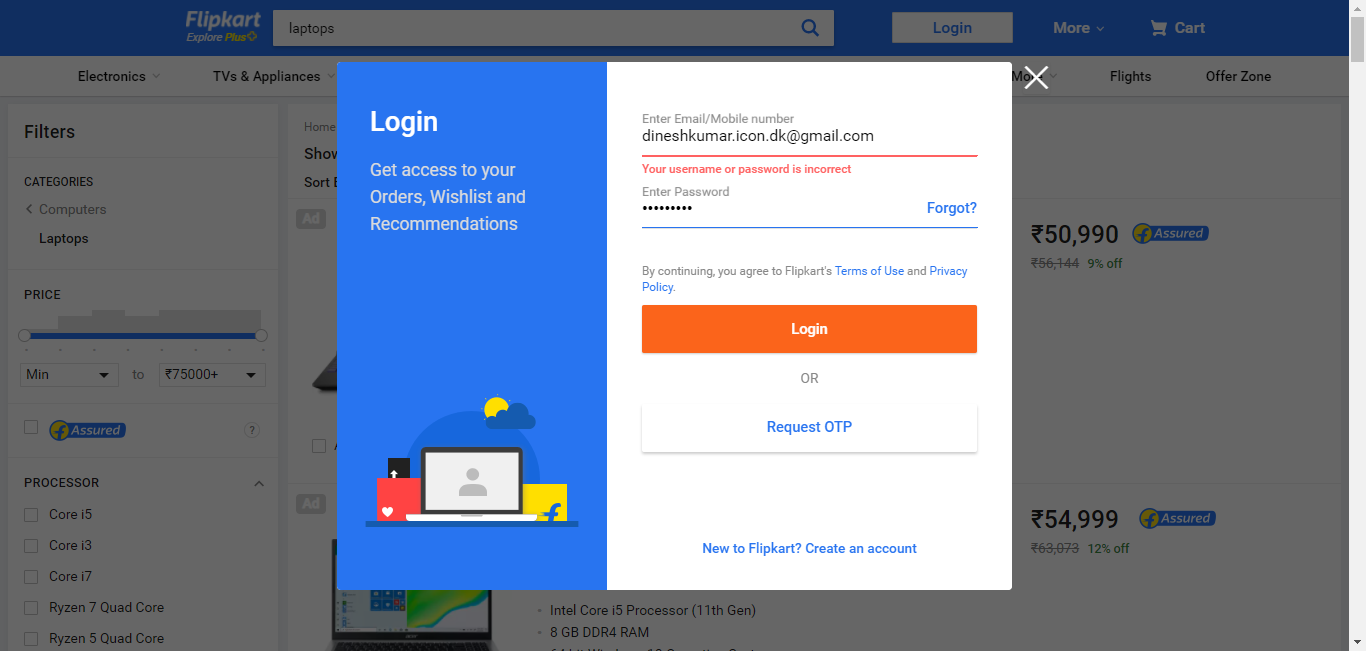 Flipkart
Explore Plus
laptops
Login
More
Cart
Electronics
TVs & Appliances
More
Flights
Offer Zone
Filters
CATEGORIES
Computers
Laptops
PRICE
Min
to
₹75000+
Assured
?
PROCESSOR
Core i5
Core i3
Core i7
Ryzen 7 Quad Core
Ryzen 5 Quad Core
Home
Sort
Ad
Ad
Login
Get access to your
Orders, Wishlist and
Recommendations
Enter Email/Mobile number
dineshkumar.icon.dk@gmail.com
Your username or password is incorrect
Enter Password
•••••••••
Forgot?
By continuing, you agree to Flipkart's Terms of Use and Privacy
Policy.
Login
OR
Request OTP
New to Flipkart? Create an account
₹50,990
Assured
₹56,144 9% off
₹54,999
Assured
₹63,073 12% off
Intel Core i5 Processor (11th Gen)
8 GB DDR4 RAM